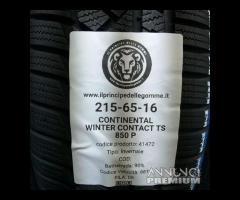 www.ilprincipedellegomme.it
215-65-16
CONTINENTAL
WINTER CONTACT TS
850 P
codice prodotto: 41472
Tipo: Invernale
Battistrada: 90%
ANNUNCI
PREMIUM